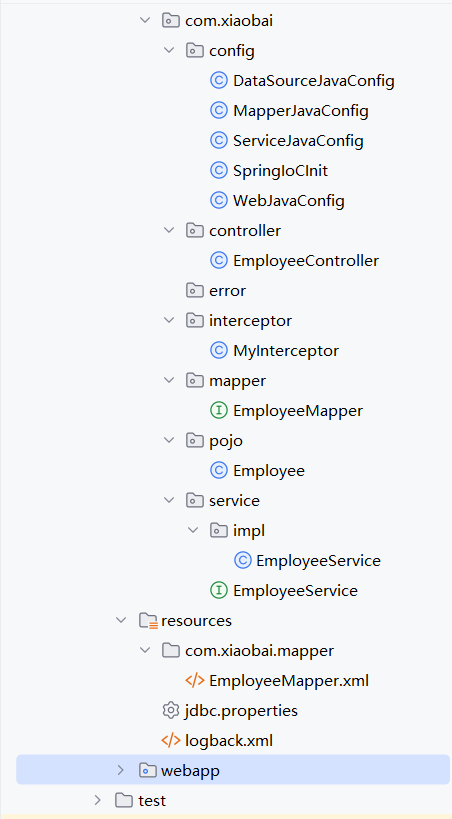 com.xiaobai
config
DataSourceJavaConfig
MapperJavaConfig
ServiceJavaConfig
SpringIoCInit
WebJavaConfig
controller
EmployeeController
error
interceptor
MyInterceptor
mapper
EmployeeMapper
pojo
Employee
service
impl
EmployeeService
EmployeeService
resources
com.xiaobai.mapper
EmployeeMapper.xml
jdbc.properties
logback.xml
webapp
test